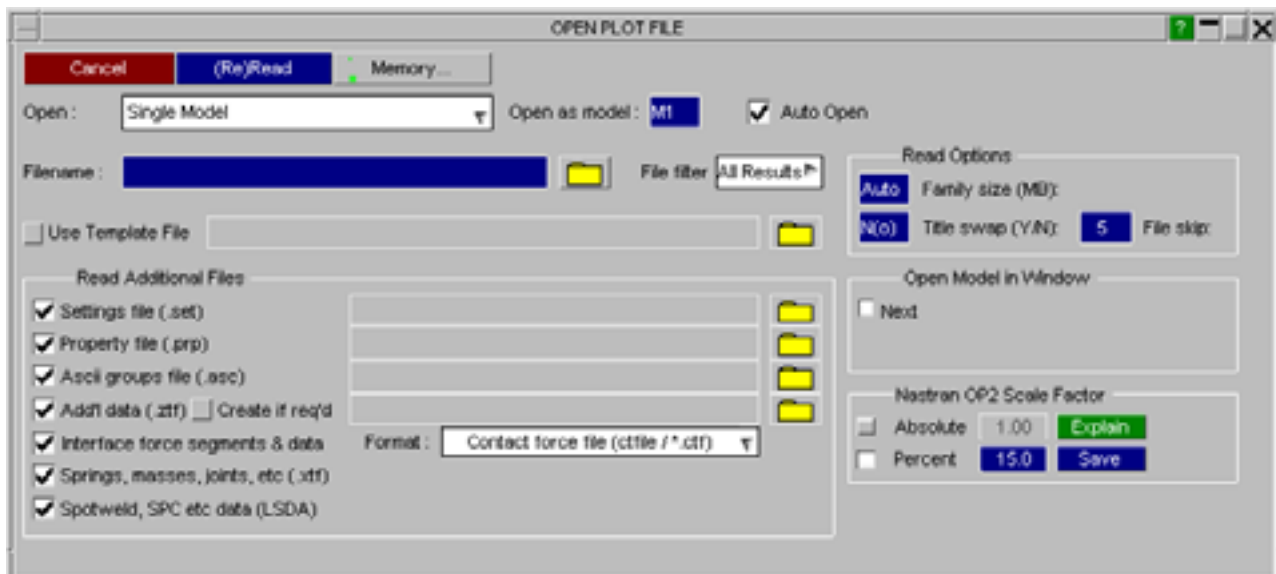 OPEN PLOT FILE ?
Cancel (Re)Read Memory...
Open : Single Model Open as model : M1 Auto Open
Filename : File filter All Results
Read Options
Auto Family size (MB):
N(o) Title swap (Y/N): 5 File skip:
Use Template File
Read Additional Files
Settings file (.set)
Property file (.prp)
Ascii groups file (.asc)
Add'l data (.ztf) Create if req'd
Interface force segments & data Format : Contact force file (ctfile / *.ctf)
Springs, masses, joints, etc (.xtf)
Spotweld, SPC etc data (LSDA)
Open Model in Window
Next
Nastran OP2 Scale Factor
Absolute 1.00 Explain
Percent 15.0 Save